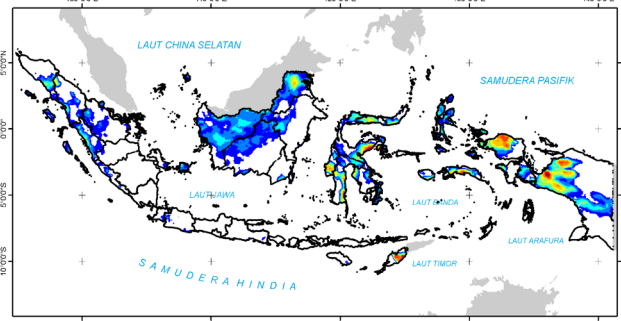 LAUT CHINA SELATAN
SAMUDERA PASIFIK
5°0'0"N
0°0'0"
LAUT JAWA
5°0'0"S
LAUT BANDA
LAUT ARAFURA
10°0'0"S
SAMUDERA HINDIA
LAUT TIMOR